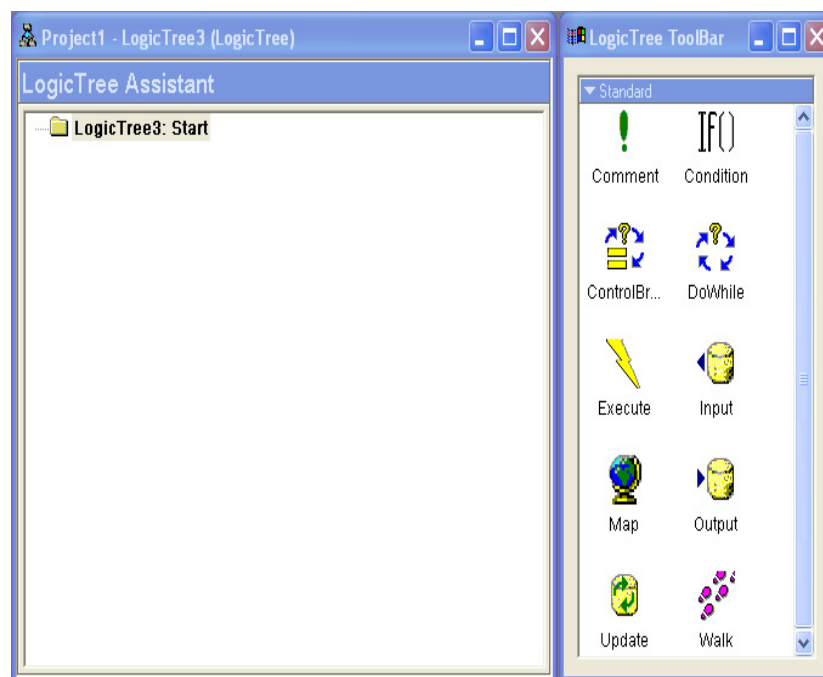 Project1 - LogicTree3 (LogicTree)
LogicTree Assistant
LogicTree3: Start
LogicTree ToolBar
Standard
IF()
Comment Condition
ControlBr... DoWhile
Execute Input
Map Output
Update Walk